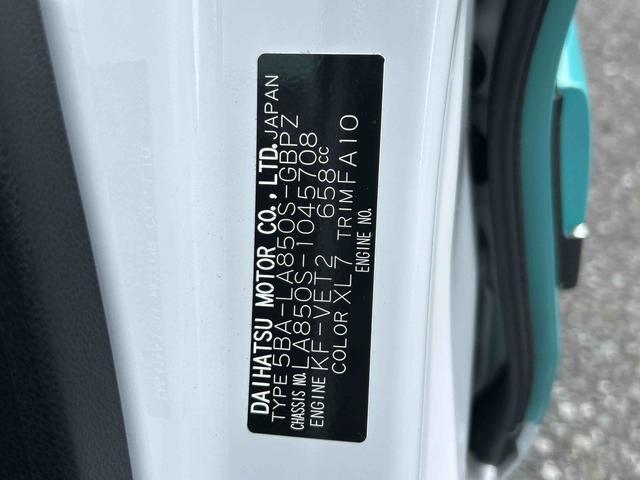 DAIHATSU MOTOR CO., LTD. JAPAN
TYPE 5BA-LA850S-GBPZ
CHASSIS NO. LA850S-1045708
ENGINE KF-VET2 658cc
COLOR XL7 TRIM FA10
ENGINE NO.